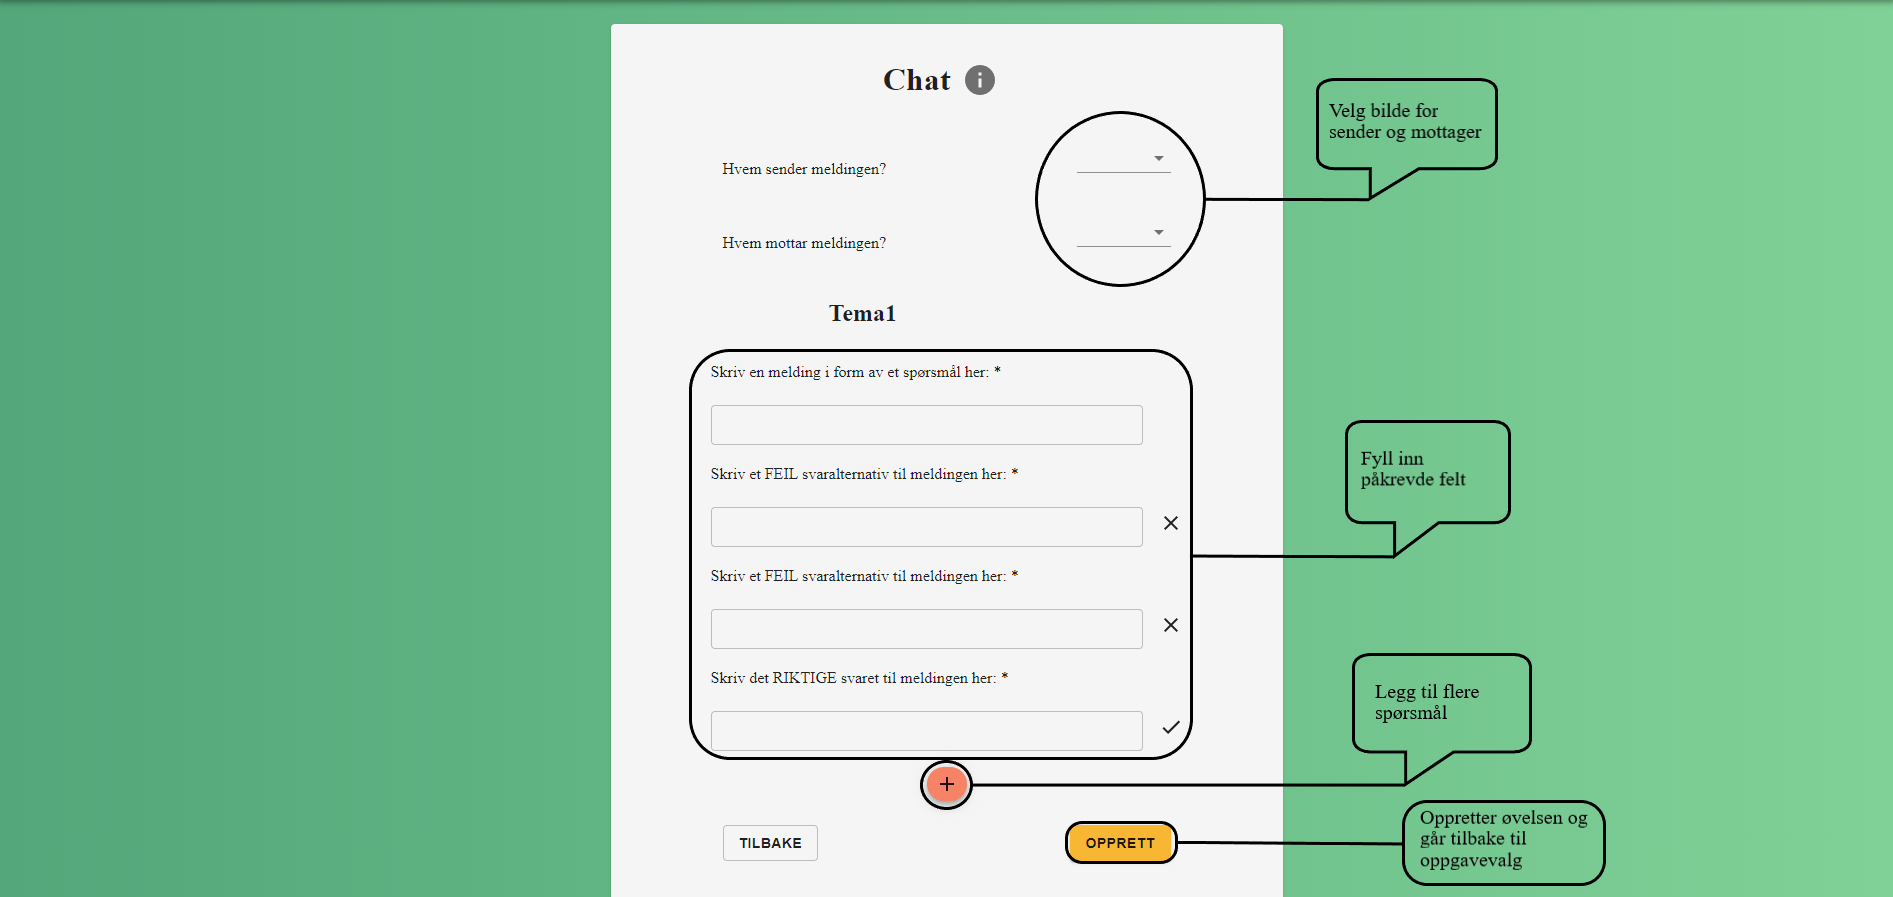 Chat
Velg bilde for
sender og mottager
Hvem sender meldingen?
Hvem mottar meldingen?
Tema1
Skriv en melding i form av et spørsmål her: *
Skriv et FEIL svaralternativ til meldingen her: *
Fyll inn
påkrevde felt
Skriv et FEIL svaralternativ til meldingen her: *
Skriv det RIKTIGE svaret til meldingen her: *
Legg til flere
spørsmål
TILBAKE
OPPRETT
Oppretter øvelsen og
går tilbake til
oppgavevalg